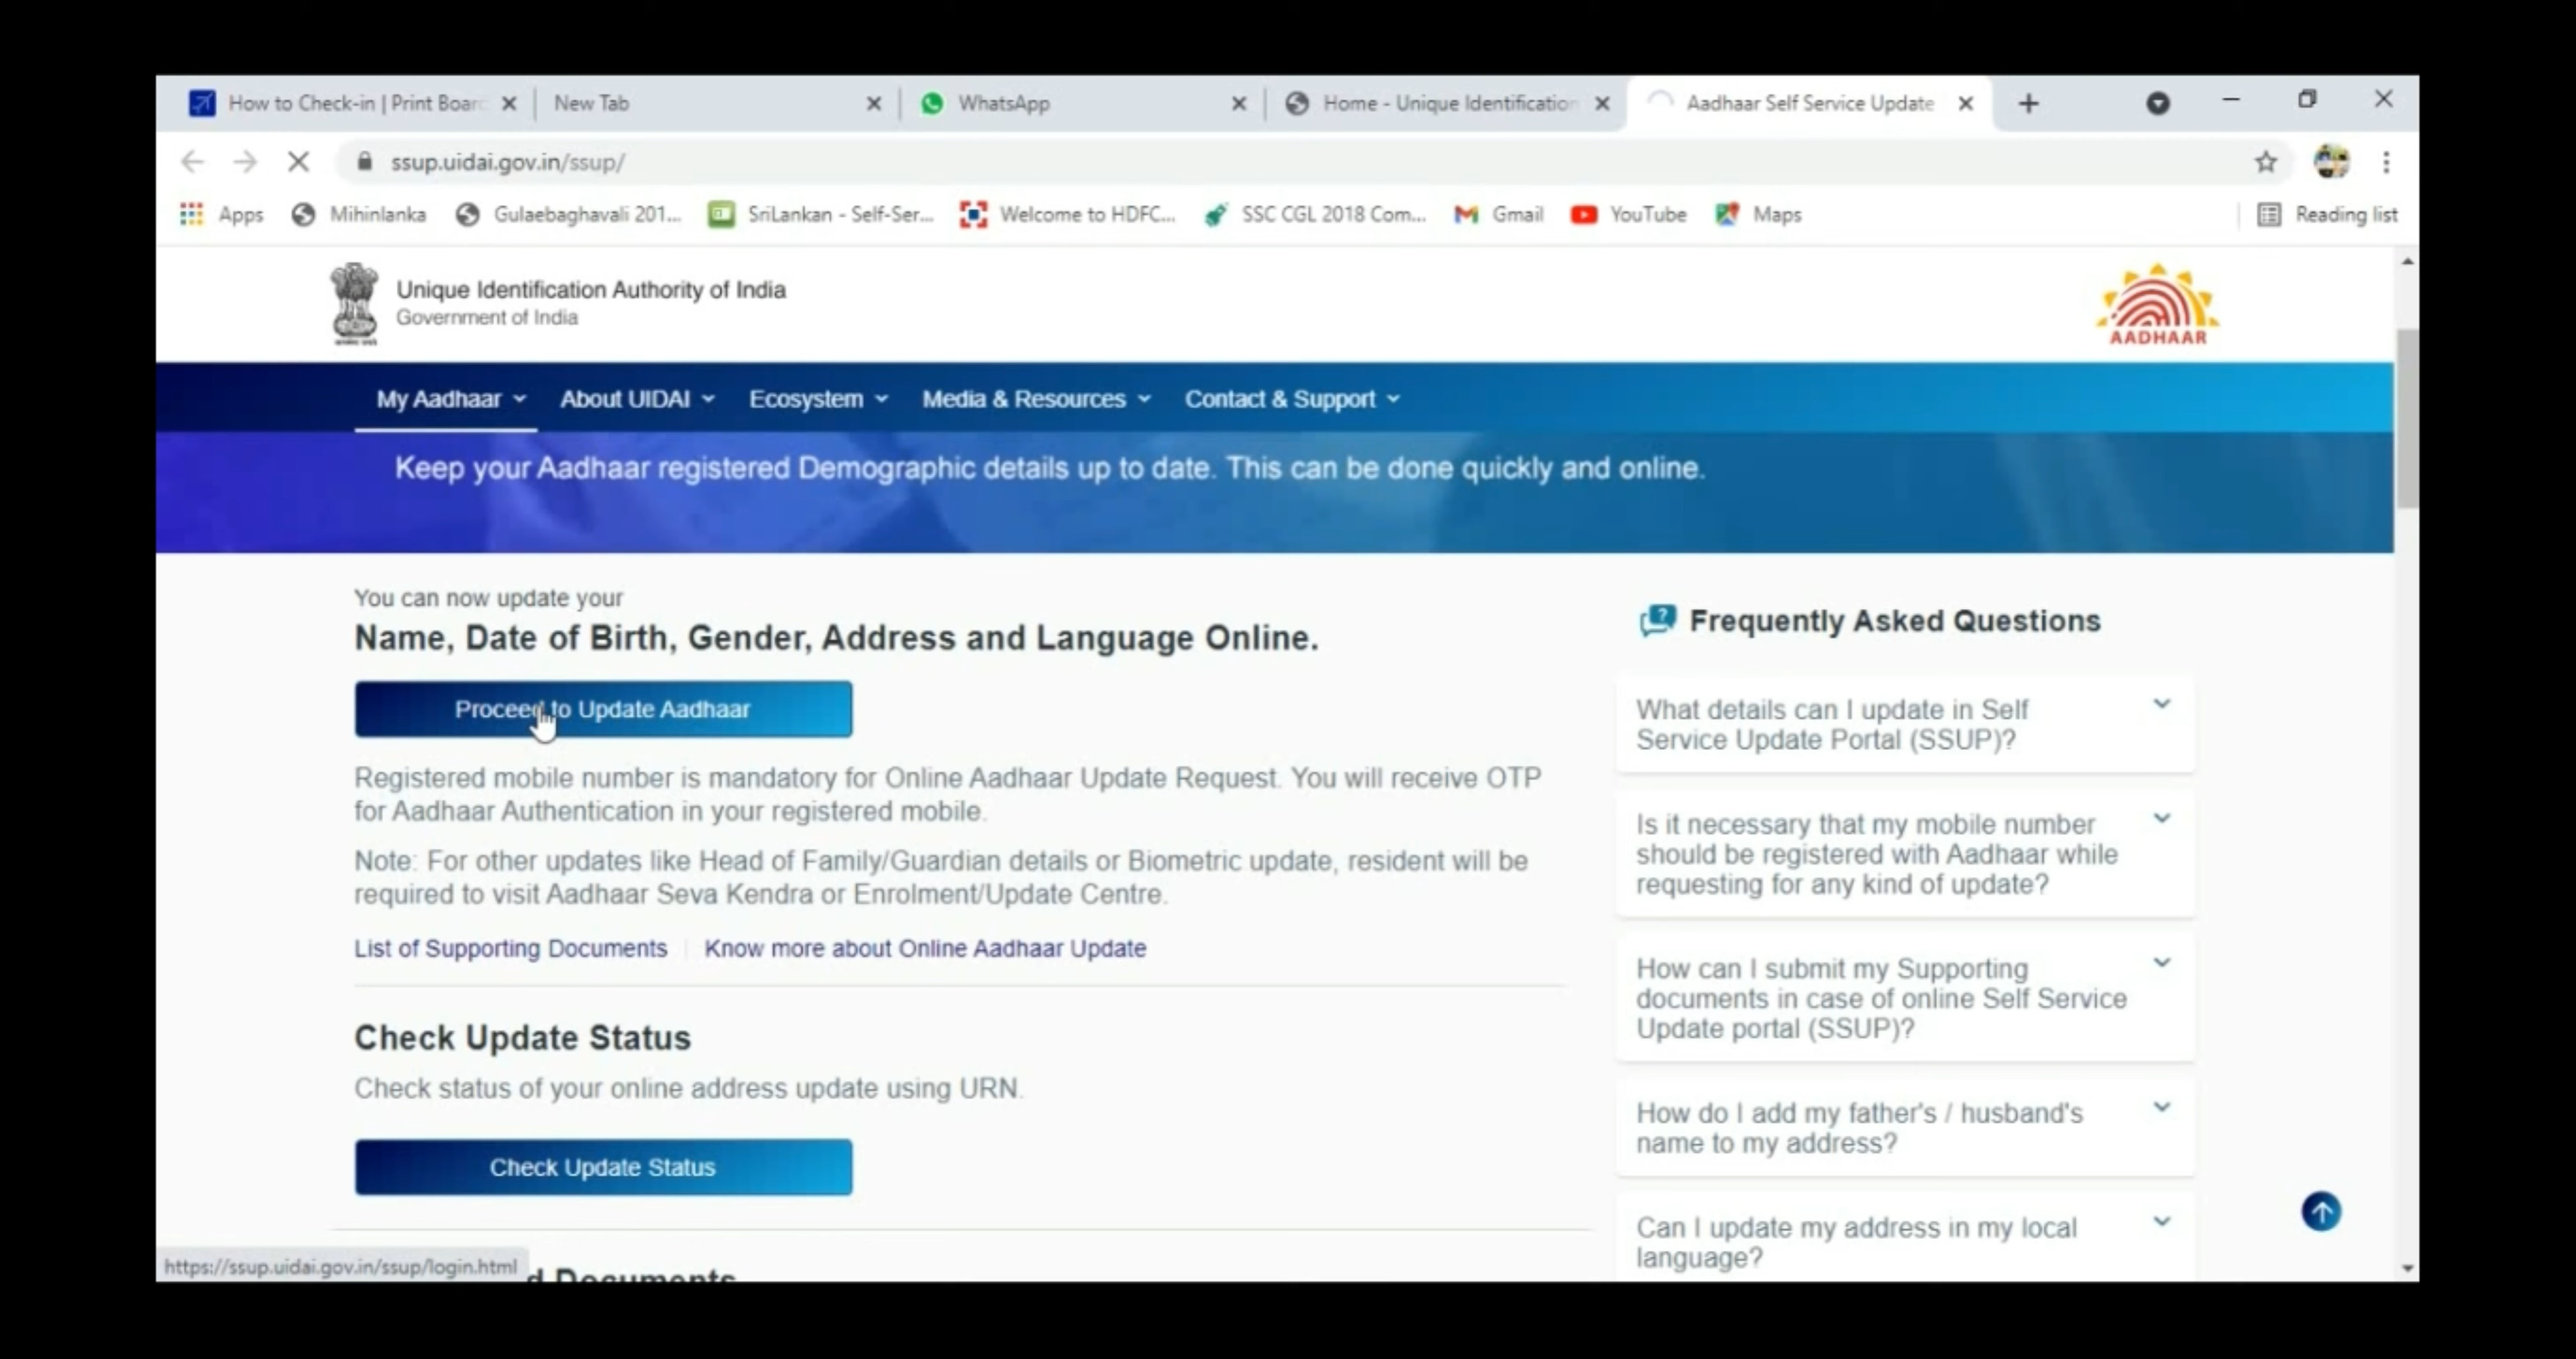 How to Check-in | Print Boar
New Tab
WhatsApp
Home - Unique Identification
Aadhaar Self Service Update
ssup.uidai.gov.in/ssup/
Apps
Mihinlanka
Gulaebaghavali 201...
SriLankan - Self-Ser...
Welcome to HDFC...
SSC CGL 2018 Com...
Gmail
YouTube
Maps
Reading list
Unique Identification Authority of India
Government of India
AADHAAR
My Aadhaar
About UIDAI
Ecosystem
Media & Resources
Contact & Support
Keep your Aadhaar registered Demographic details up to date. This can be done quickly and online.
You can now update your
Name, Date of Birth, Gender, Address and Language Online.
Proceed to Update Aadhaar
Registered mobile number is mandatory for Online Aadhaar Update Request. You will receive OTP
for Aadhaar Authentication in your registered mobile.
Note: For other updates like Head of Family/Guardian details or Biometric update, resident will be
required to visit Aadhaar Seva Kendra or Enrolment/Update Centre.
List of Supporting Documents
Know more about Online Aadhaar Update
Check Update Status
Check status of your online address update using URN.
Check Update Status
d Documents
https://ssup.uidai.gov.in/ssup/login.html
Frequently Asked Questions
What details can I update in Self
Service Update Portal (SSUP)?
Is it necessary that my mobile number
should be registered with Aadhaar while
requesting for any kind of update?
How can I submit my Supporting
documents in case of online Self Service
Update portal (SSUP)?
How do I add my father's / husband's
name to my address?
Can I update my address in my local
language?